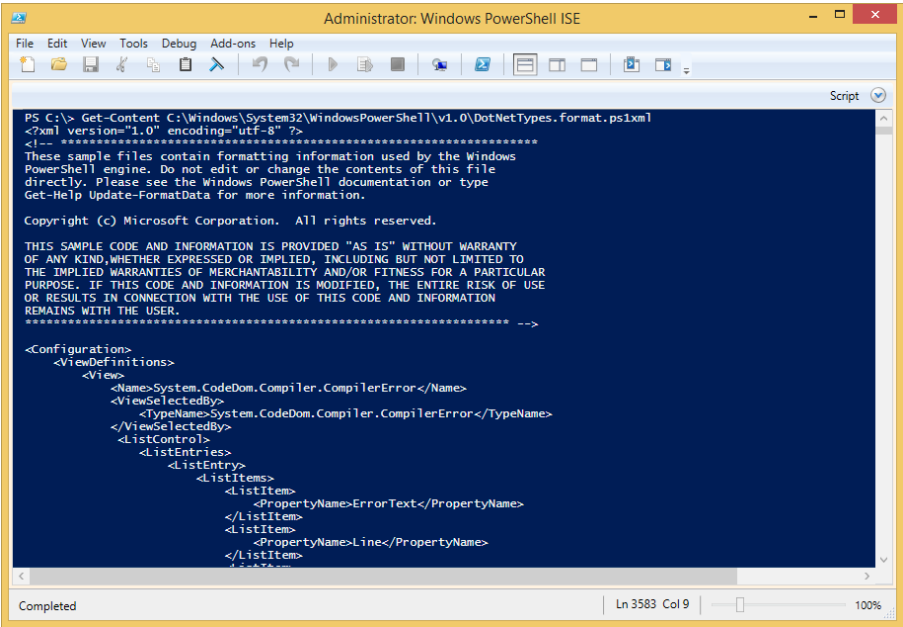 Administrator: Windows PowerShell ISE
File Edit View Tools Debug Add-ons Help
Script
PS C:\> Get-Content C:\Windows\System32\WindowsPowerShell\v1.0\DotNetTypes.format.ps1xml
<?xml version="1.0" encoding="utf-8" ?>
<!-- *******************************************************************
These sample files contain formatting information used by the Windows
PowerShell engine. Do not edit or change the contents of this file
directly. Please see the Windows PowerShell documentation or type
Get-Help Update-FormatData for more information.
Copyright (c) Microsoft Corporation.  All rights reserved.
THIS SAMPLE CODE AND INFORMATION IS PROVIDED "AS IS" WITHOUT WARRANTY
OF ANY KIND,WHETHER EXPRESSED OR IMPLIED, INCLUDING BUT NOT LIMITED TO
THE IMPLIED WARRANTIES OF MERCHANTABILITY AND/OR FITNESS FOR A PARTICULAR
PURPOSE. IF THIS CODE AND INFORMATION IS MODIFIED, THE ENTIRE RISK OF USE
OR RESULTS IN CONNECTION WITH THE USE OF THIS CODE AND INFORMATION
REMAINS WITH THE USER.
******************************************************************** -->
<Configuration>
    <ViewDefinitions>
        <View>
            <Name>System.CodeDom.Compiler.CompilerError</Name>
            <ViewSelectedBy>
                <TypeName>System.CodeDom.Compiler.CompilerError</TypeName>
            </ViewSelectedBy>
             <ListControl>
                <ListEntries>
                    <ListEntry>
                        <ListItems>
                            <ListItem>
                                <PropertyName>ErrorText</PropertyName>
                            </ListItem>
                            <ListItem>
                                <PropertyName>Line</PropertyName>
                            </ListItem>
Completed
Ln 3583 Col 9
100%